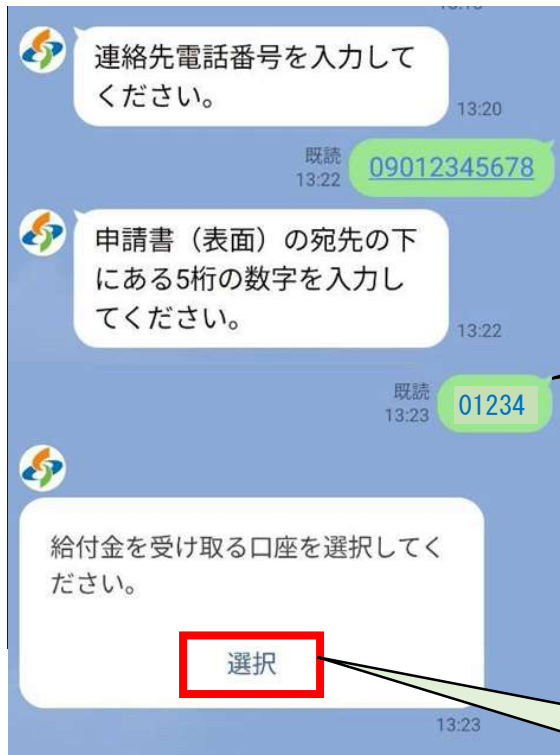 連絡先電話番号を入力して
ください。
13:20
既読
13:22
09012345678
申請書（表面）の宛先の下
にある5桁の数字を入力し
てください。
13:22
既読
13:23
01234
給付金を受け取る口座を選択してく
ださい。
選択
13:23